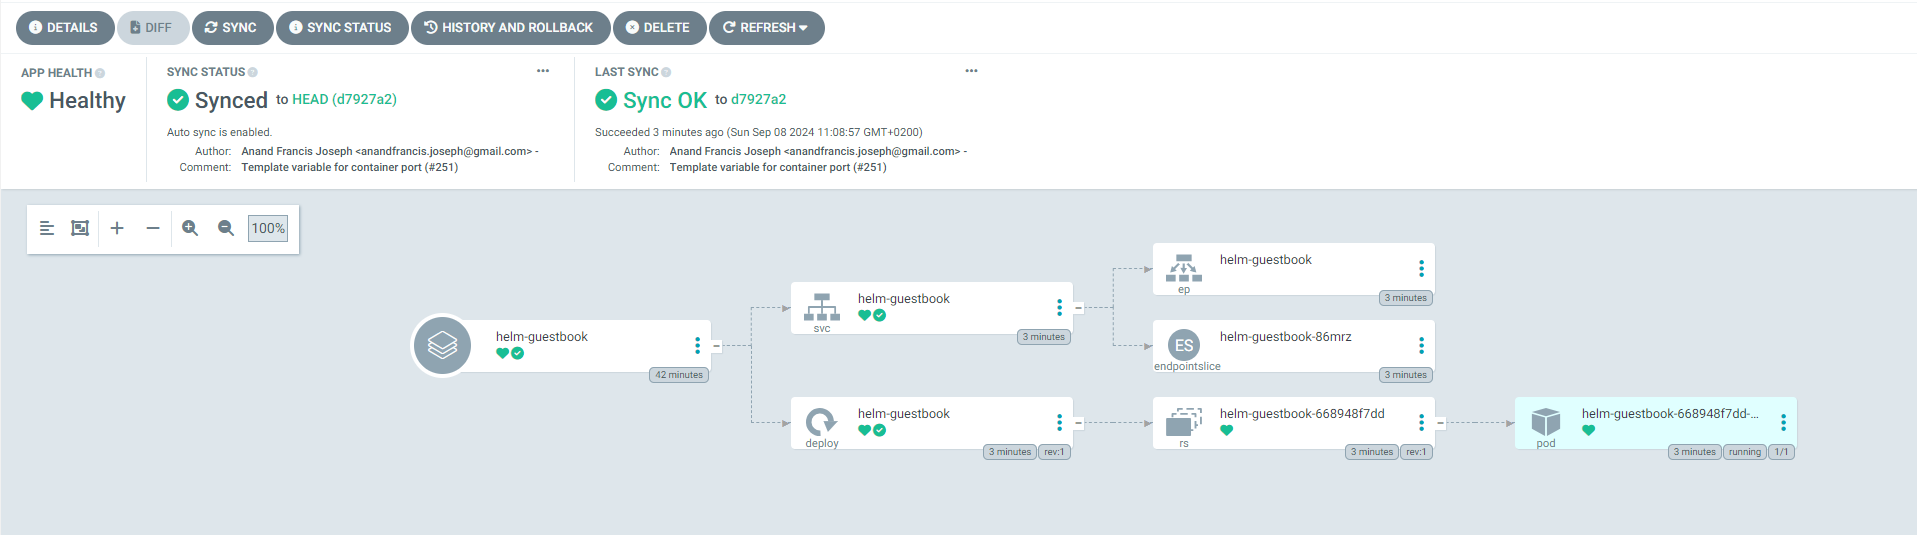 DETAILS
DIFF
SYNC
SYNC STATUS
HISTORY AND ROLLBACK
DELETE
REFRESH
APP HEALTH
Healthy
SYNC STATUS
Synced to HEAD (d7927a2)
Auto sync is enabled.
Author: Anand Francis Joseph <anandfrancis.joseph@gmail.com> -
Comment: Template variable for container port (#251)
LAST SYNC
Sync OK to d7927a2
Succeeded 3 minutes ago (Sun Sep 08 2024 11:08:57 GMT+0200)
Author: Anand Francis Joseph <anandfrancis.joseph@gmail.com> -
Comment: Template variable for container port (#251)
100%
helm-guestbook
42 minutes
svc
helm-guestbook
3 minutes
deploy
helm-guestbook
3 minutes
rev:1
ep
helm-guestbook
3 minutes
ES
endpointslice
helm-guestbook-86mrz
3 minutes
rs
helm-guestbook-668948f7dd
3 minutes
rev:1
pod
helm-guestbook-668948f7dd-...
3 minutes
running
1/1